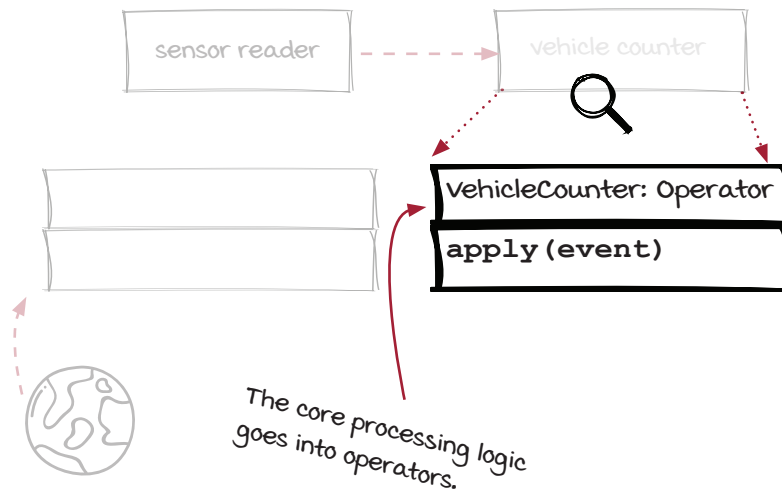 sensor reader
vehicle counter
VehicleCounter: Operator
apply(event)
The core processing logic
goes into operators.